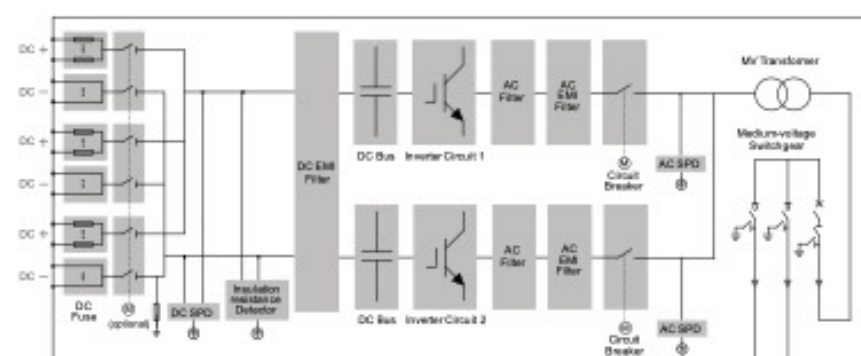 DC +
DC -
DC +
DC -
DC +
DC -
DC
Fuse
M
(optional)
DC SPD
Insulation
resistance
Detector
DC EMI
Filter
DC Bus
Inverter Circuit 1
AC
Filter
AC
EMI
Filter
M
Circuit
Breaker
AC SPD
MV Transformer
Medium-voltage
Switchgear
DC Bus
Inverter Circuit 2
AC
Filter
AC
EMI
Filter
M
Circuit
Breaker
AC SPD